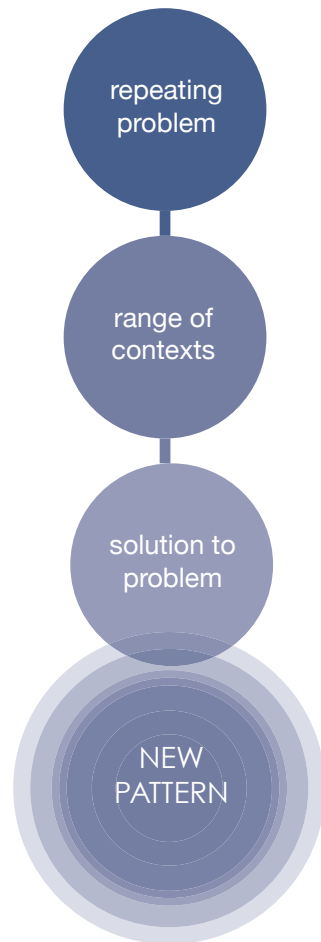 repeating
problem
range of
contexts
solution to
problem
NEW
PATTERN